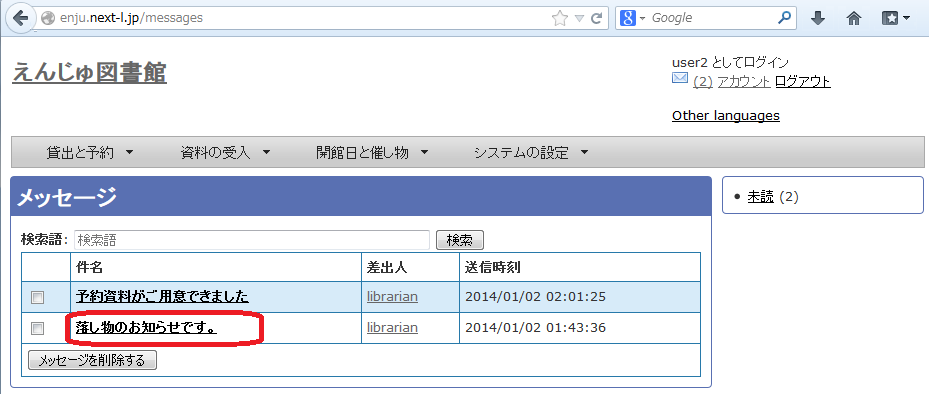 enju.next-l.jp/messages
Google
えんじゅ図書館
user2 としてログイン
(2) アカウント ログアウト
Other languages
貸出と予約 資料の受入 開館日と催し物 システムの設定
メッセージ
未読 (2)
検索語: 検索語 検索
件名 差出人 送信時刻
予約資料がご用意できました librarian 2014/01/02 02:01:25
落し物のお知らせです。 librarian 2014/01/02 01:43:36
メッセージを削除する